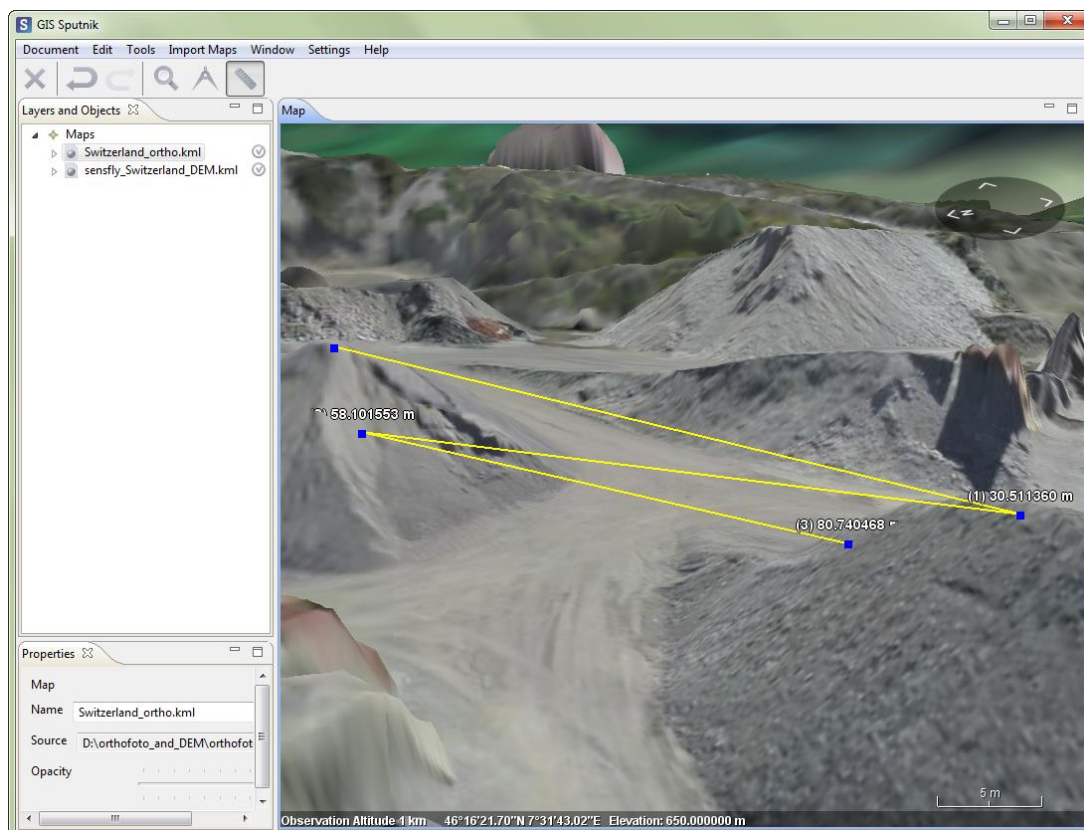 GIS Sputnik
Document Edit Tools Import Maps Window Settings Help
Layers and Objects
Maps
Switzerland_ortho.kml
sensfly_Switzerland_DEM.kml
Map
58.101553 m
(1) 30.511360 m
(3) 80.740468
5 m
Properties
Map
Name Switzerland_ortho.kml
Source D:\orthofoto_and_DEM\orthofot
Opacity
Observation Altitude 1 km 46°16'21.70"N 7°31'43.02"E Elevation: 650.000000 m